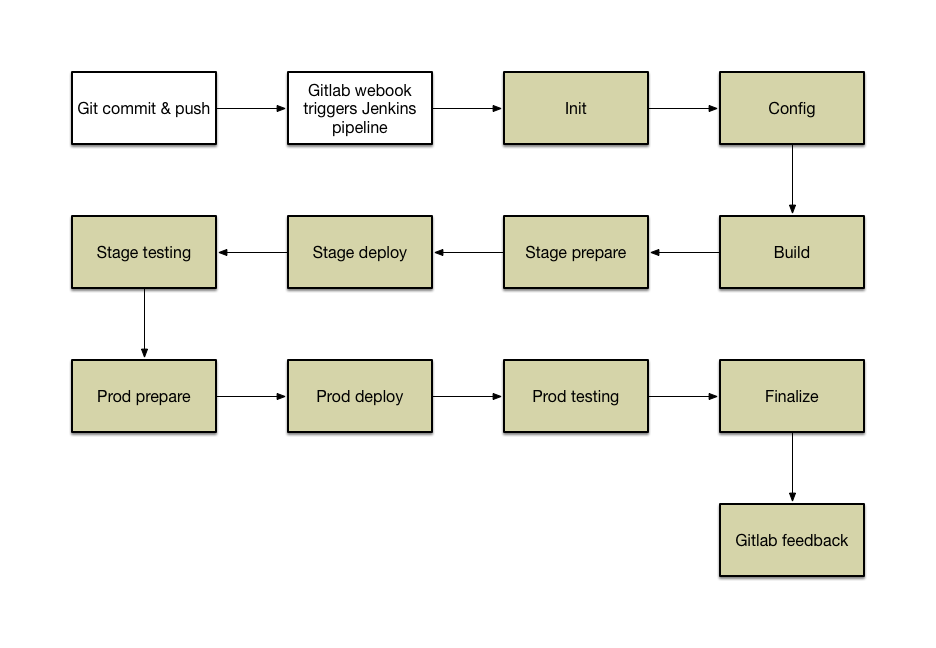 Git commit & push
Gitlab webook
triggers Jenkins
pipeline
Init
Config
Stage testing
Stage deploy
Stage prepare
Build
Prod prepare
Prod deploy
Prod testing
Finalize
Gitlab feedback